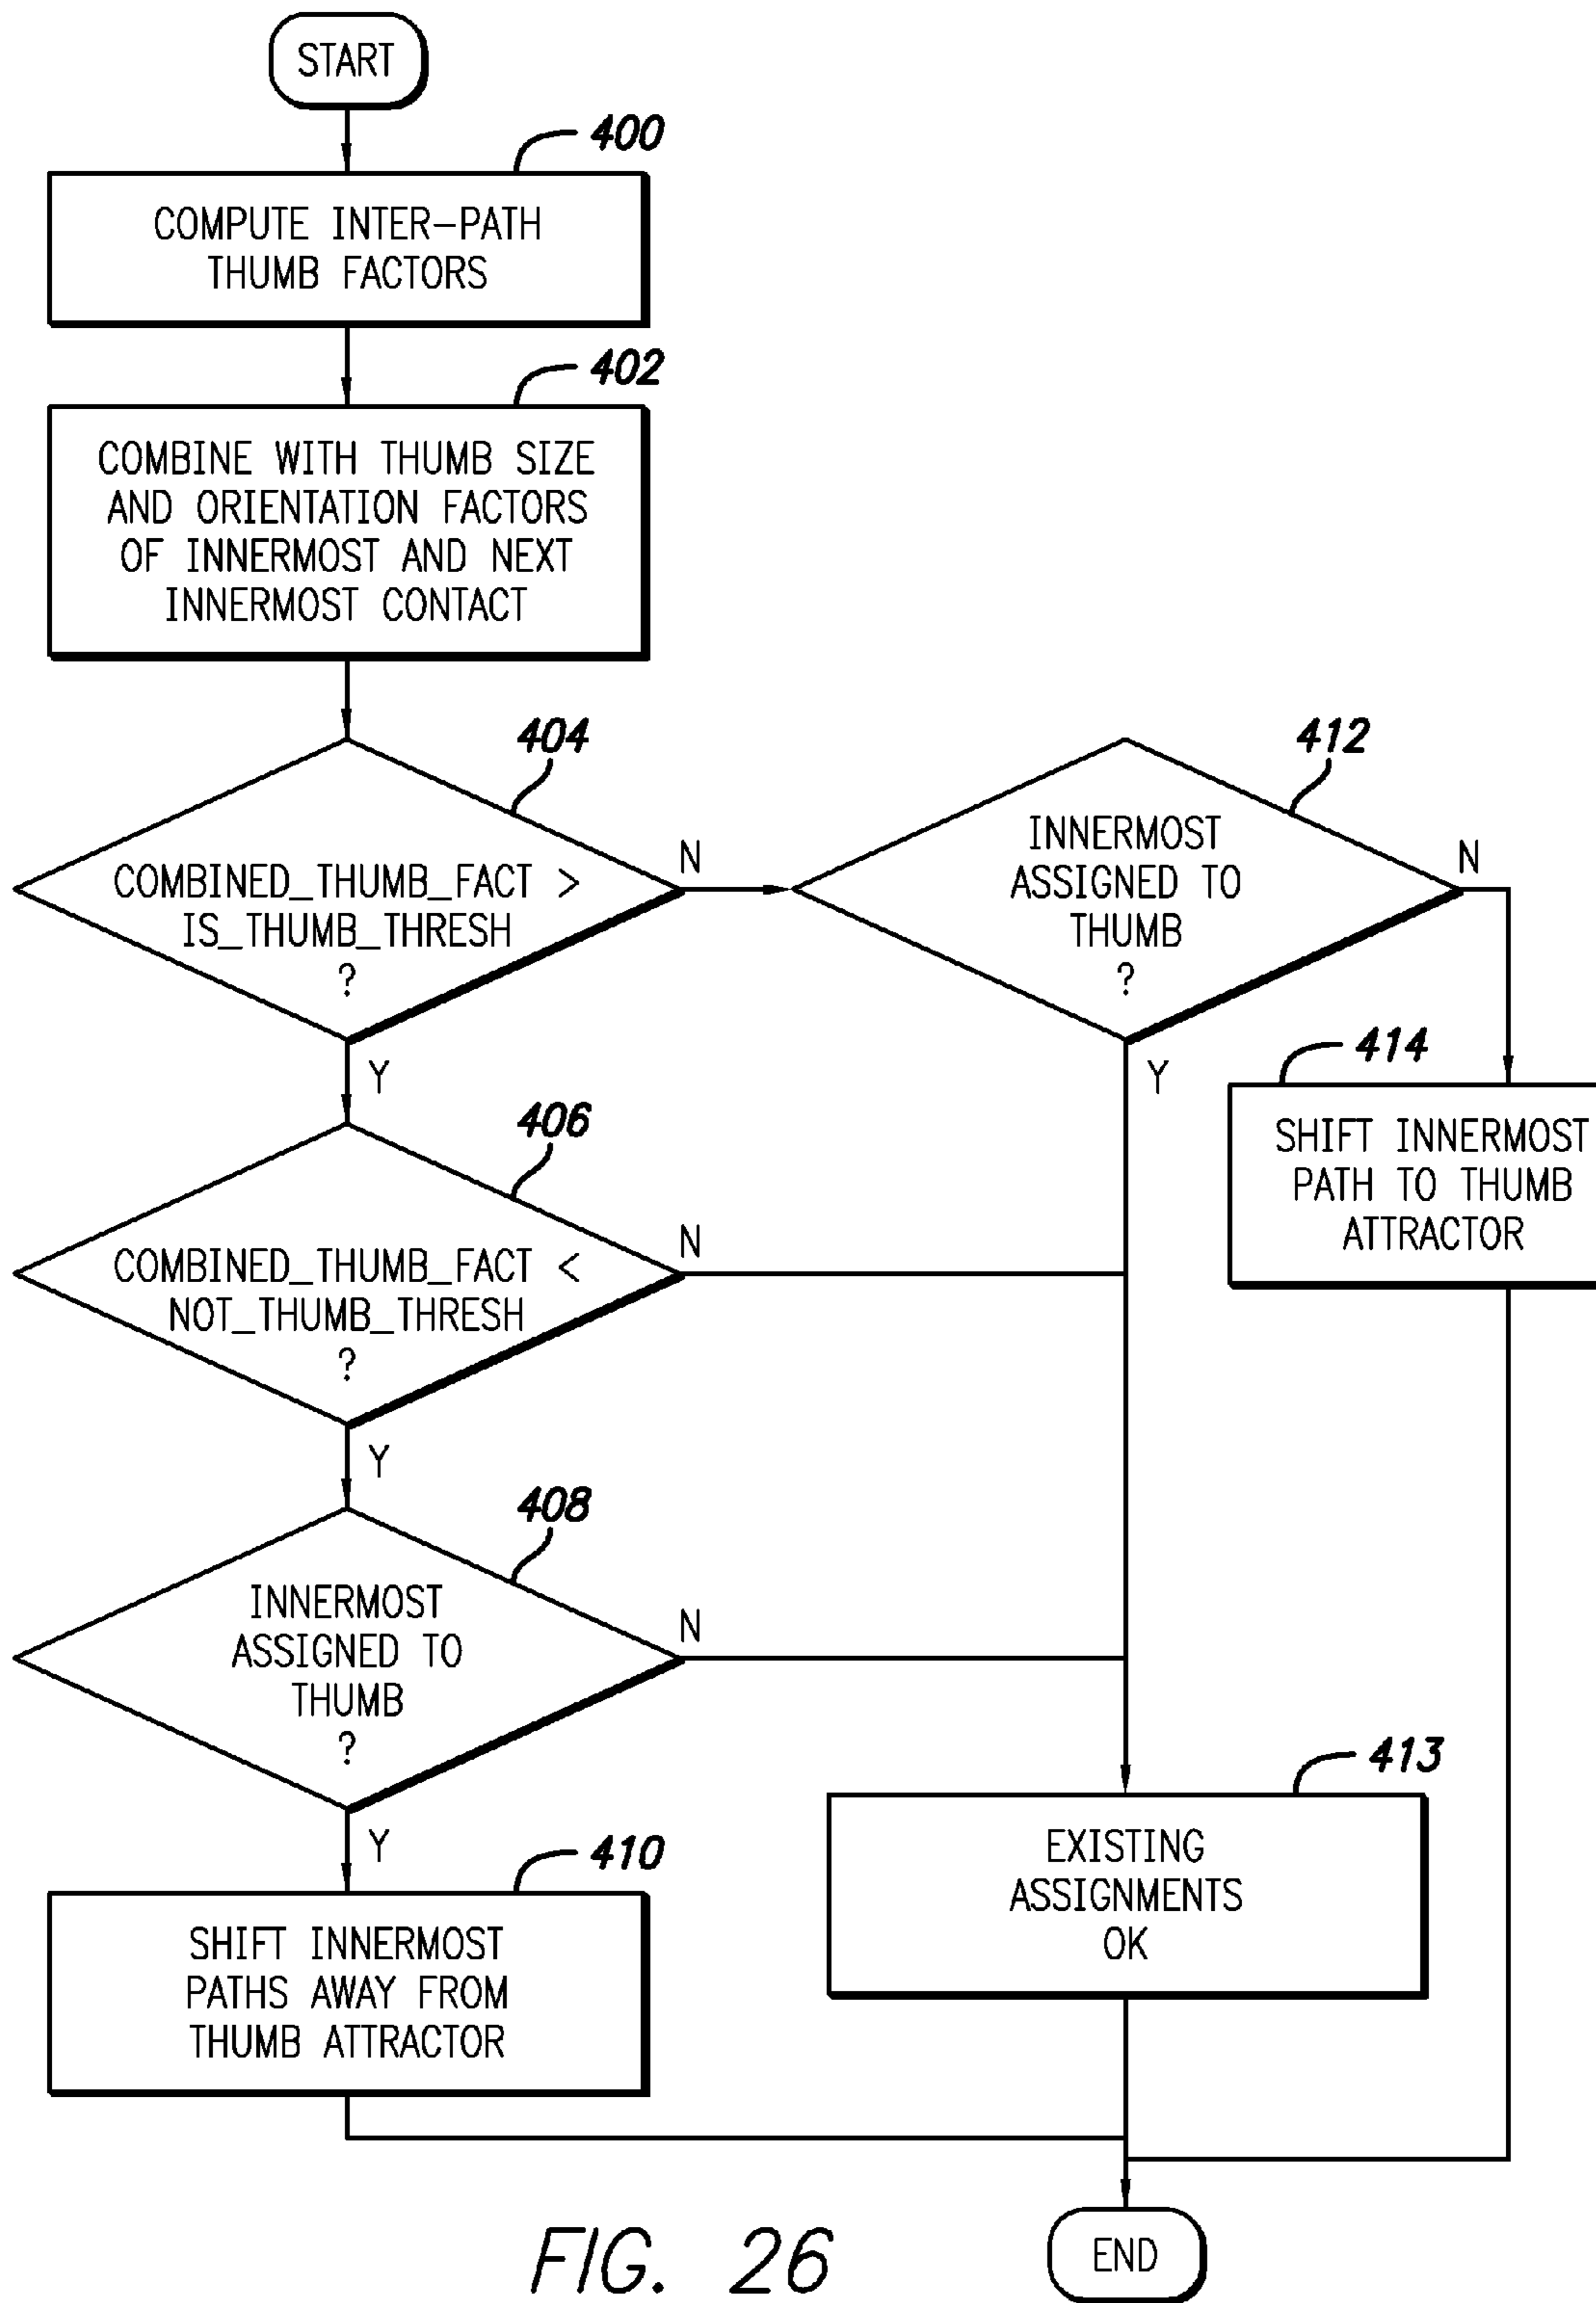 START
400
COMPUTE INTER-PATH
THUMB FACTORS
402
COMBINE WITH THUMB SIZE
AND ORIENTATION FACTORS
OF INNERMOST AND NEXT
INNERMOST CONTACT
404
COMBINED_THUMB_FACT >
IS_THUMB_THRESH
?
N
Y
412
INNERMOST
ASSIGNED TO
THUMB
?
N
Y
414
SHIFT INNERMOST
PATH TO THUMB
ATTRACTOR
406
COMBINED_THUMB_FACT <
NOT_THUMB_THRESH
?
N
Y
408
INNERMOST
ASSIGNED TO
THUMB
?
N
Y
410
SHIFT INNERMOST
PATHS AWAY FROM
THUMB ATTRACTOR
413
EXISTING
ASSIGNMENTS
OK
END
FIG. 26